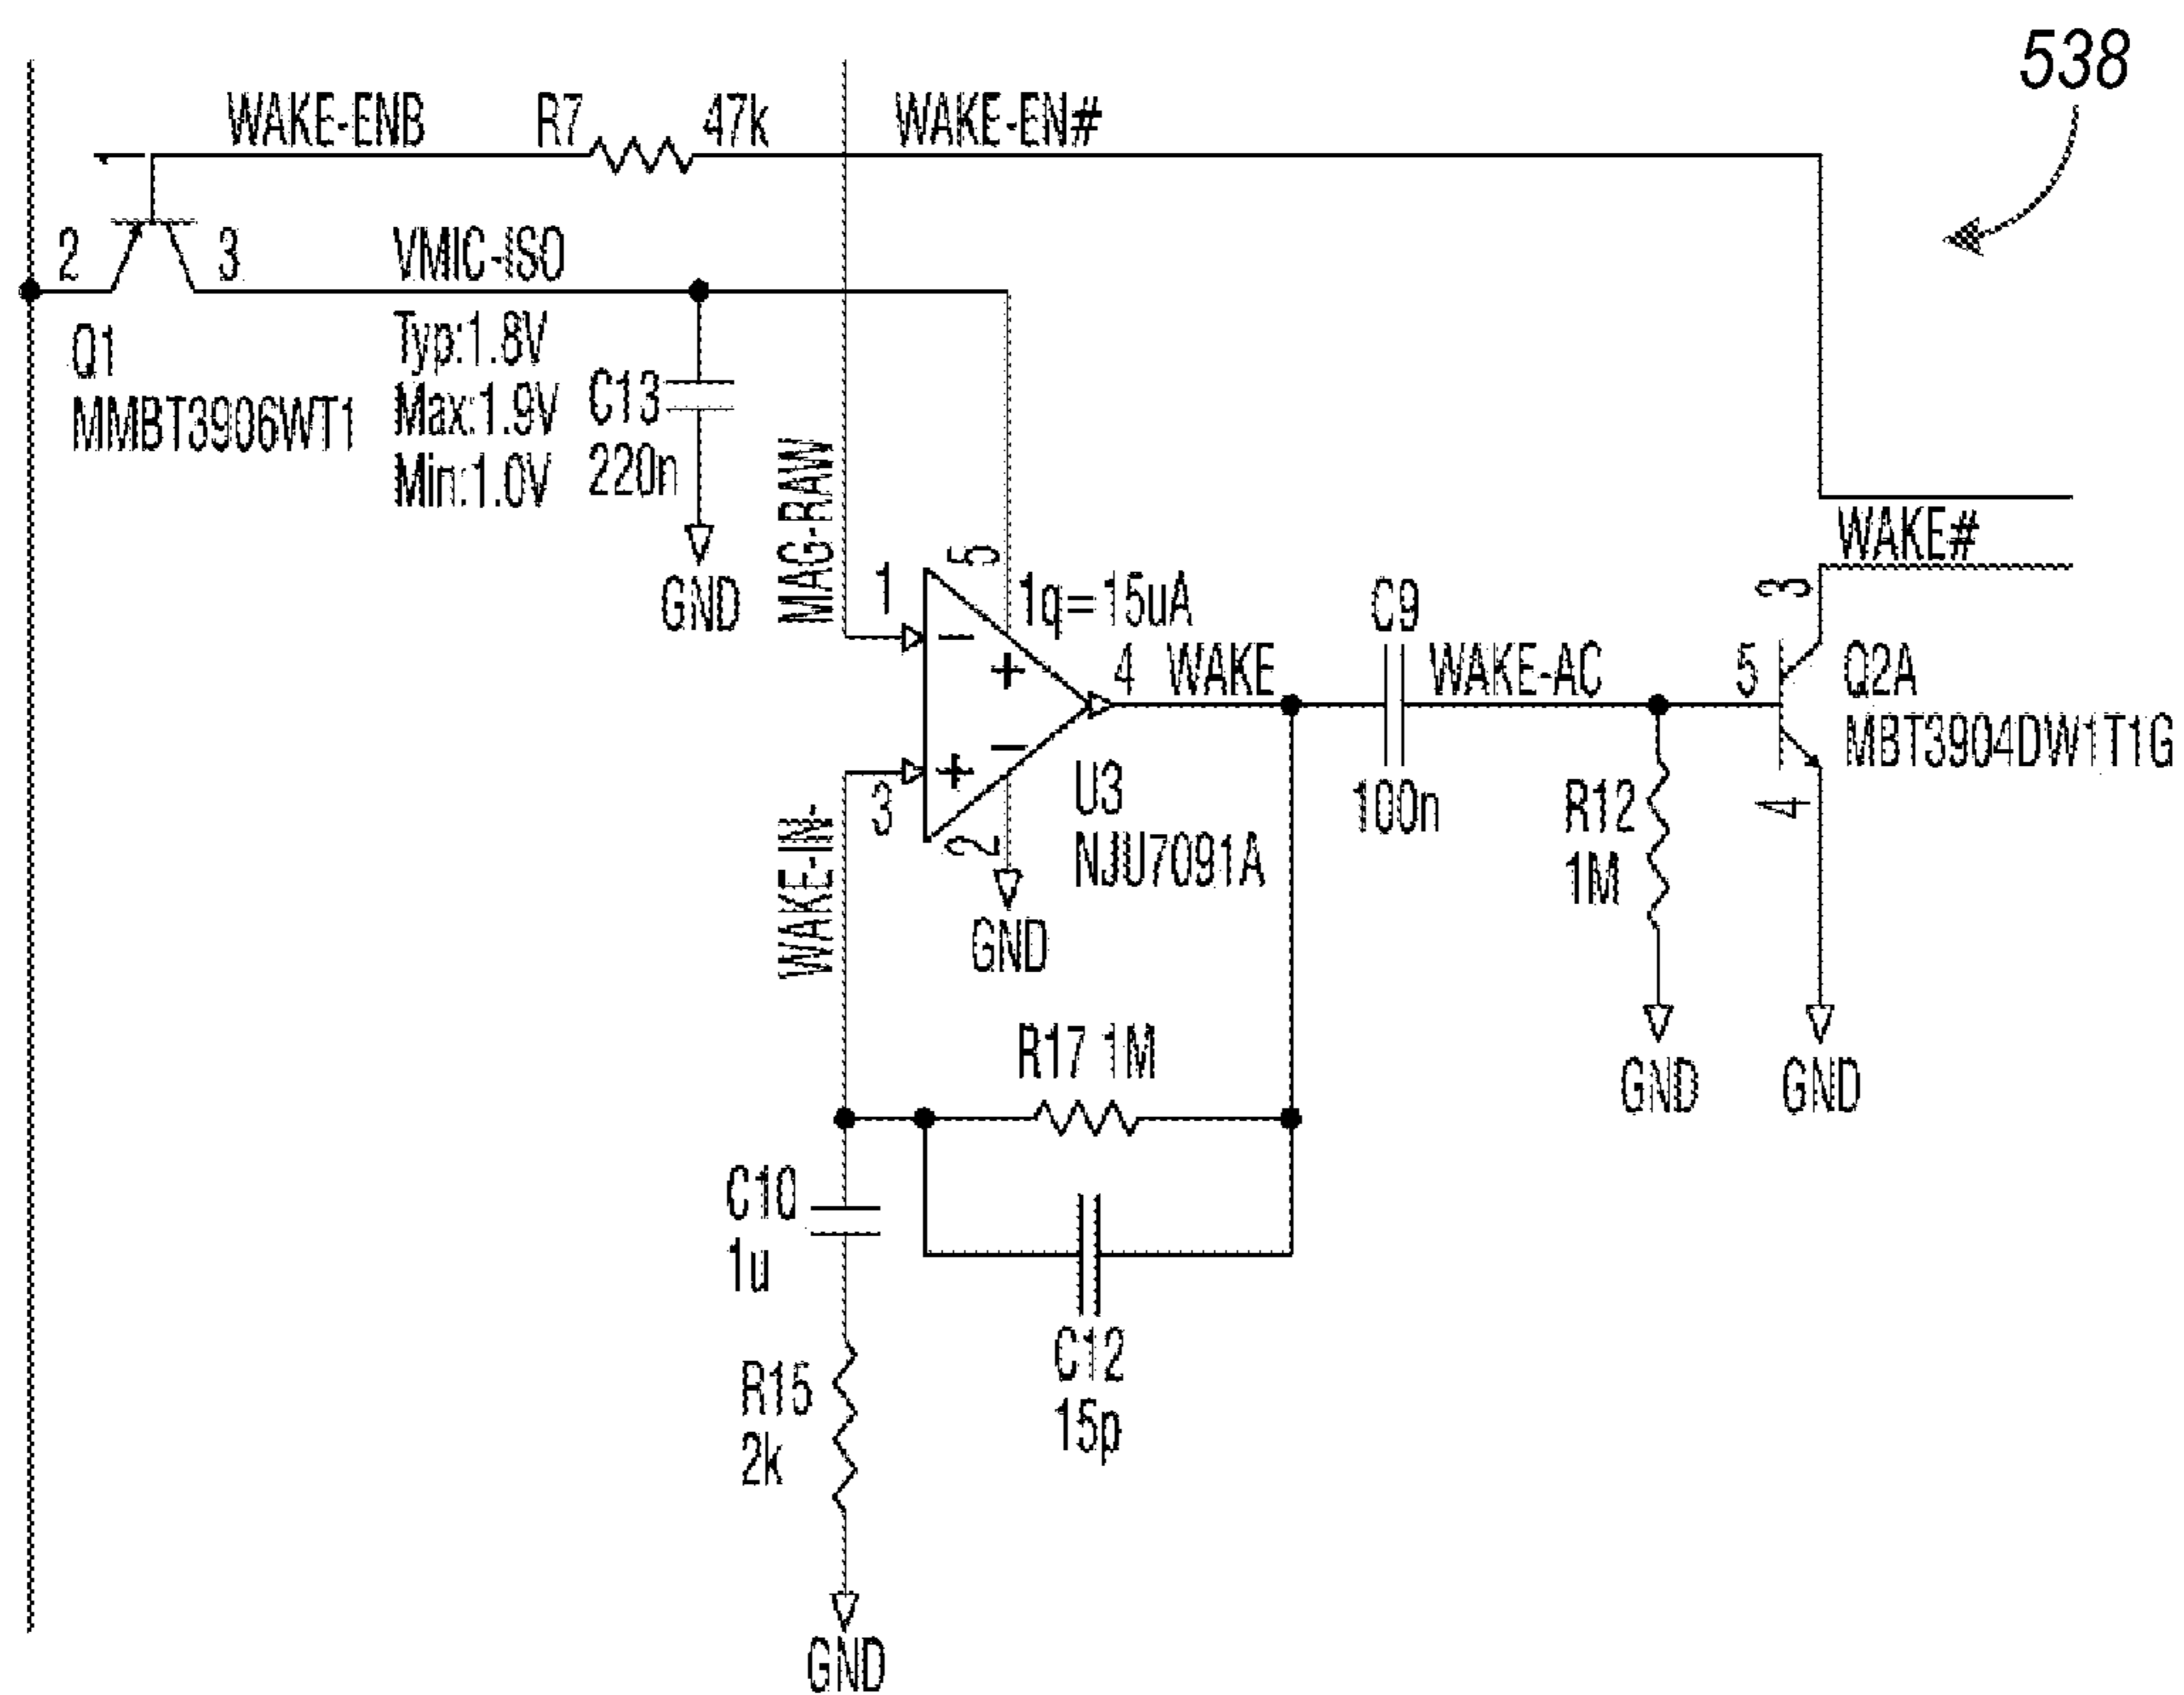 538
WAKE-ENB
R7
47k
WAKE-EN#
2
3
VMIC-ISO
Typ:1.8V
Max:1.9V
Min:1.0V
Q1
MMBT3906WT1
C13
220n
GND
MAG-RAW
WAKE#
3
1
5
1q=15uA
−
+
4
WAKE
C9
100n
WAKE-AC
5
Q2A
MBT3904DW1T1G
4
+
−
3
2
U3
NJU7091A
GND
WAKE-IN-
R12
1M
GND
GND
R17 1M
C10
1u
C12
15p
R15
2k
GND